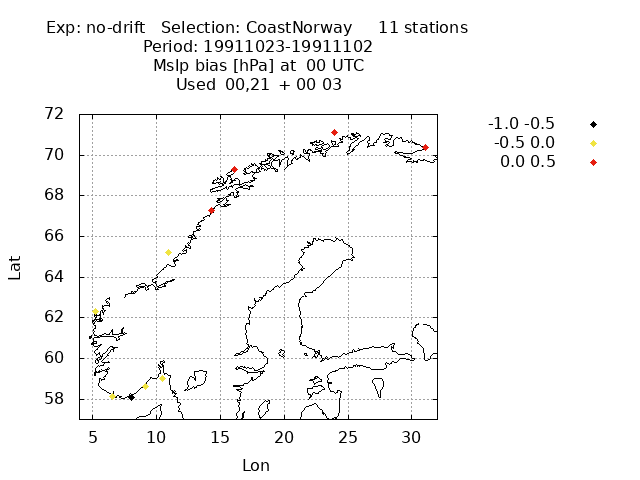 Exp: no-drift   Selection: CoastNorway     11 stations
Period: 19911023-19911102
Mslp bias [hPa] at  00 UTC
Used  00,21  + 00 03
-1.0 -0.5
-0.5 0.0
0.0 0.5
72
70
68
66
64
62
60
58
Lat
5 10 15 20 25 30
Lon